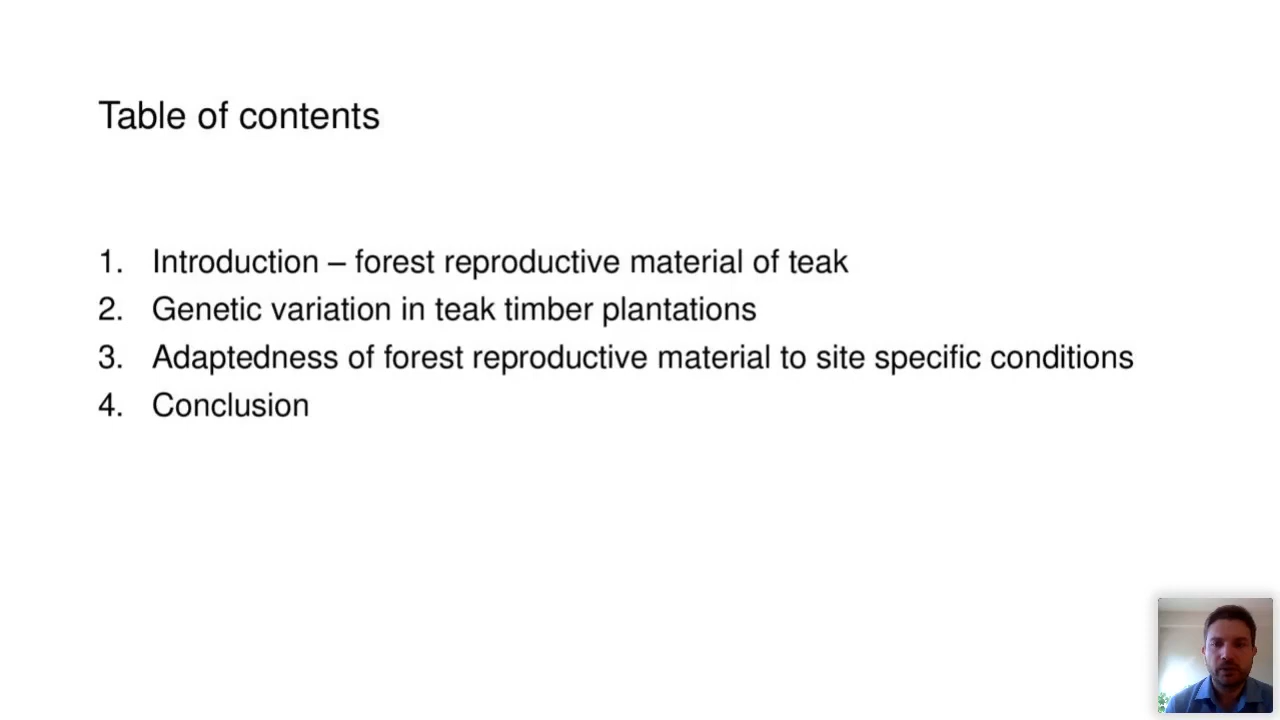 Table of contents
1. Introduction – forest reproductive material of teak
2. Genetic variation in teak timber plantations
3. Adaptedness of forest reproductive material to site specific conditions
4. Conclusion